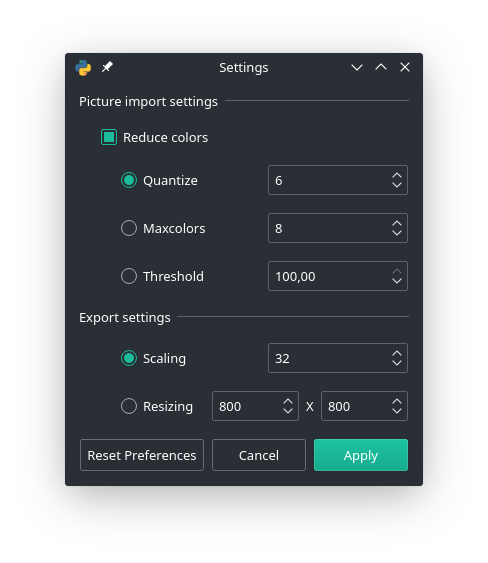 Settings
Picture import settings
Reduce colors
Quantize 6
Maxcolors 8
Threshold 100,00
Export settings
Scaling 32
Resizing 800 X 800
Reset Preferences Cancel Apply